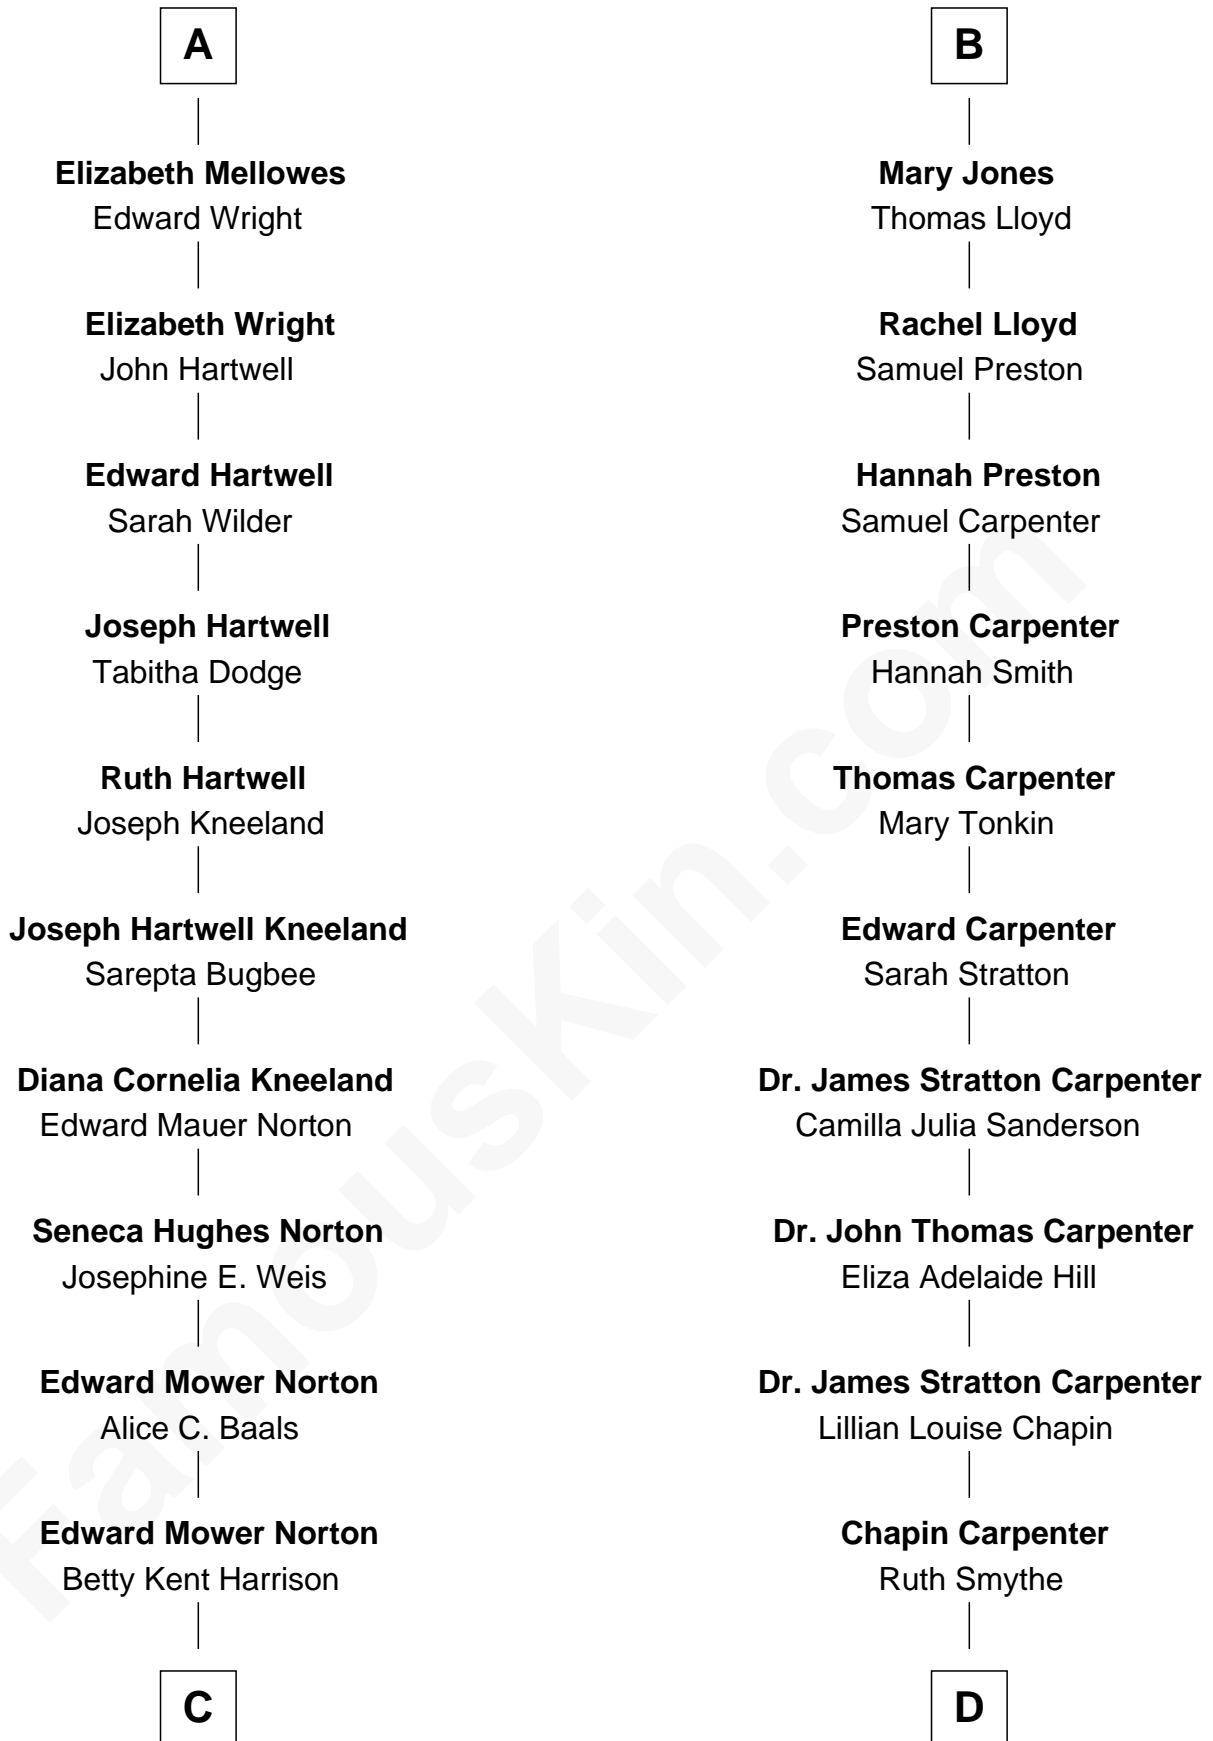 A
Elizabeth Mellowes
Edward Wright
Elizabeth Wright
John Hartwell
Edward Hartwell
Sarah Wilder
Joseph Hartwell
Tabitha Dodge
Ruth Hartwell
Joseph Kneeland
Joseph Hartwell Kneeland
Sarepta Bugbee
Diana Cornelia Kneeland
Edward Mauer Norton
Seneca Hughes Norton
Josephine E. Weis
Edward Mower Norton
Alice C. Baals
Edward Mower Norton
Betty Kent Harrison
C
B
Mary Jones
Thomas Lloyd
Rachel Lloyd
Samuel Preston
Hannah Preston
Samuel Carpenter
Preston Carpenter
Hannah Smith
Thomas Carpenter
Mary Tonkin
Edward Carpenter
Sarah Stratton
Dr. James Stratton Carpenter
Camilla Julia Sanderson
Dr. John Thomas Carpenter
Eliza Adelaide Hill
Dr. James Stratton Carpenter
Lillian Louise Chapin
Chapin Carpenter
Ruth Smythe
D
FamousKin.com